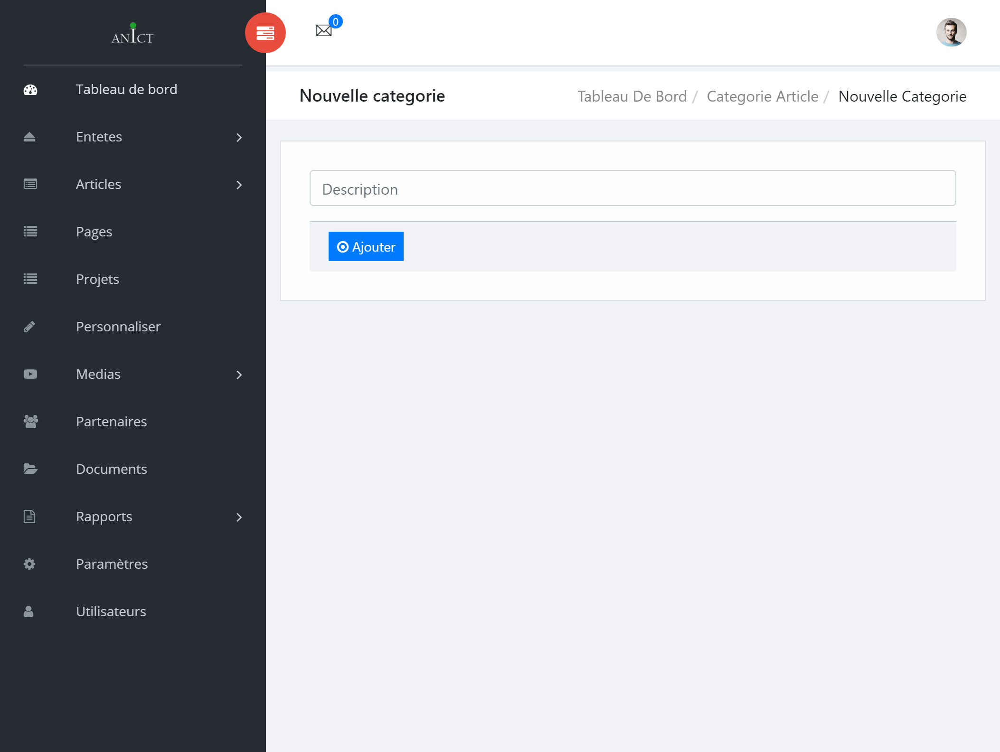 ANICT
0
Nouvelle categorie
Tableau De Bord / Categorie Article / Nouvelle Categorie
Tableau de bord
Entetes
Articles
Pages
Projets
Personnaliser
Medias
Partenaires
Documents
Rapports
Paramètres
Utilisateurs
Description
Ajouter